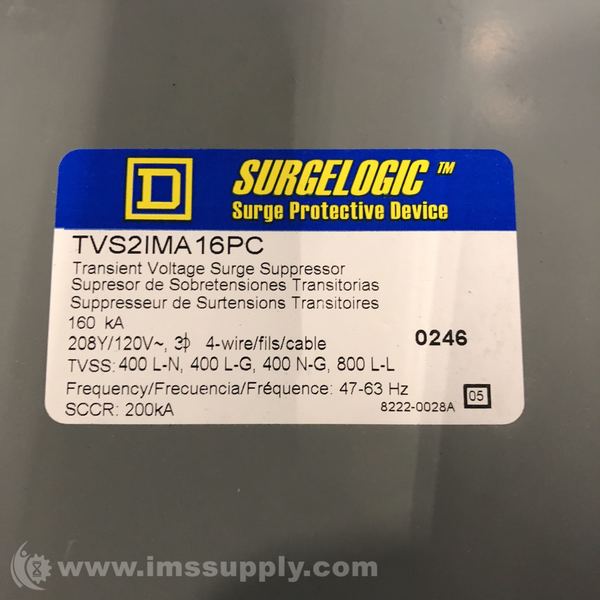 D
SURGELOGIC™
Surge Protective Device
TVS2IMA16PC
Transient Voltage Surge Suppressor
Supresor de Sobretensiones Transitorias
Suppresseur de Surtensions Transitoires
160 kA
208Y/120V~, 3ϕ 4-wire/fils/cable
0246
TVSS: 400 L-N, 400 L-G, 400 N-G, 800 L-L
Frequency/Frecuencia/Fréquence: 47-63 Hz
SCCR: 200kA
8222-0028A
05
www.imssupply.com